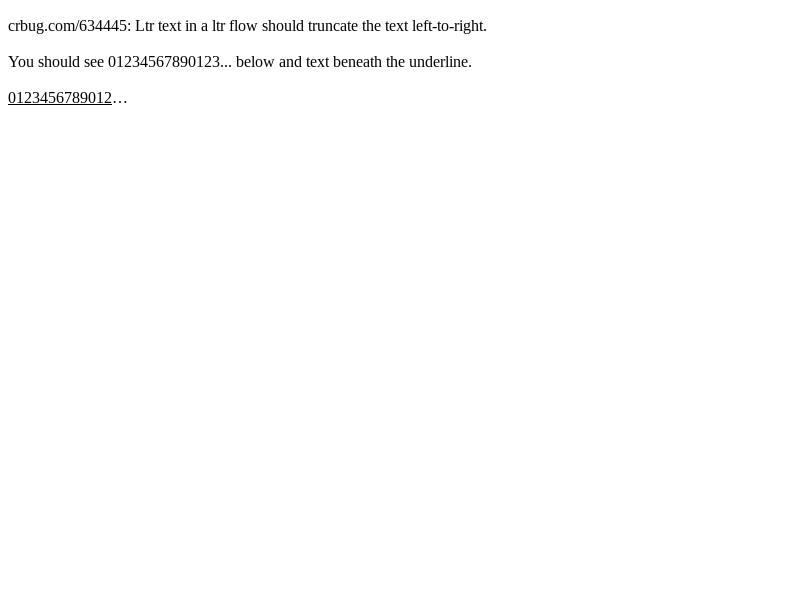 crbug.com/634445: Ltr text in a ltr flow should truncate the text left-to-right.
You should see 01234567890123... below and text beneath the underline.
0123456789012…